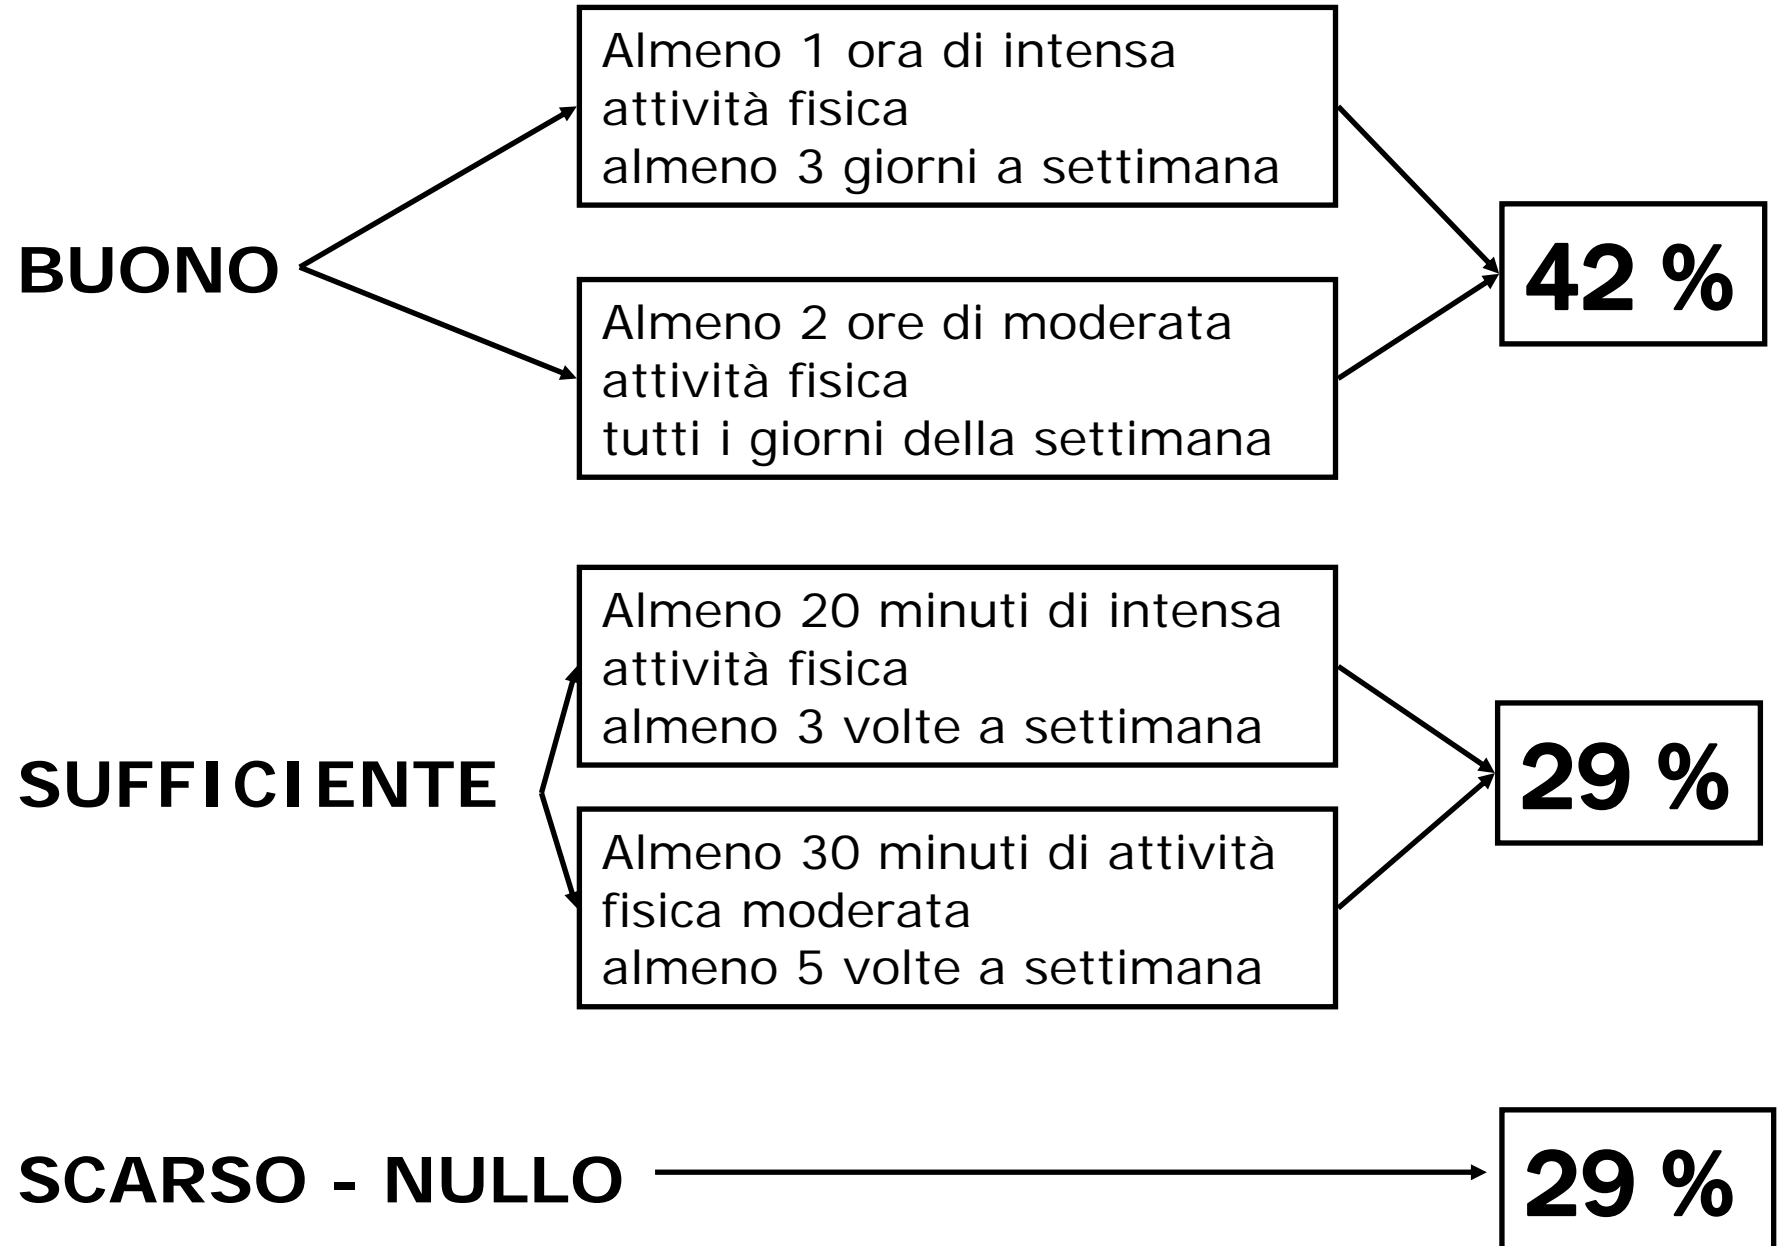 BUONO
Almeno 1 ora di intensa
attività fisica
almeno 3 giorni a settimana
Almeno 2 ore di moderata
attività fisica
tutti i giorni della settimana
42 %
SUFFICIENTE
Almeno 20 minuti di intensa
attività fisica
almeno 3 volte a settimana
Almeno 30 minuti di attività
fisica moderata
almeno 5 volte a settimana
29 %
SCARSO - NULLO
29 %